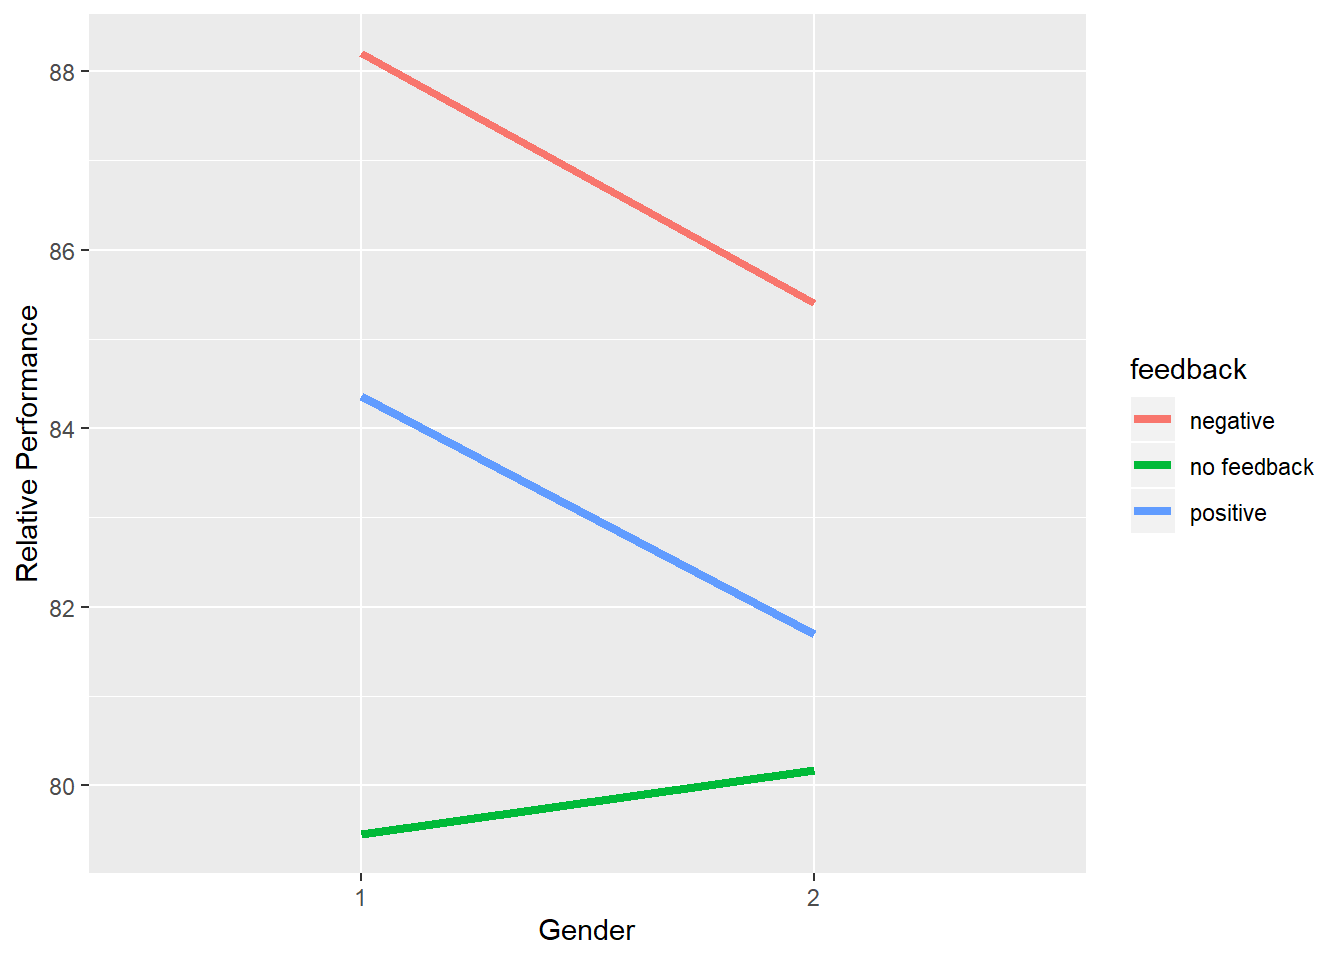 88
86
84
82
80
Relative Performance
1
2
Gender
feedback
negative
no feedback
positive